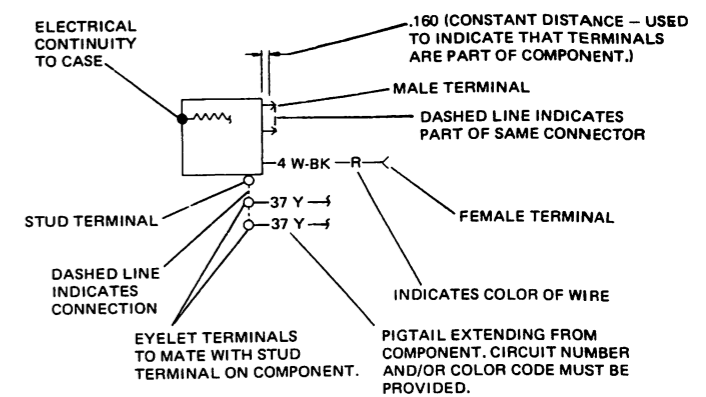 ELECTRICAL
CONTINUITY
TO CASE
.160 (CONSTANT DISTANCE – USED
TO INDICATE THAT TERMINALS
ARE PART OF COMPONENT.)
MALE TERMINAL
DASHED LINE INDICATES
PART OF SAME CONNECTOR
4 W-BK R
37 Y
37 Y
STUD TERMINAL
FEMALE TERMINAL
DASHED LINE
INDICATES
CONNECTION
INDICATES COLOR OF WIRE
EYELET TERMINALS
TO MATE WITH STUD
TERMINAL ON COMPONENT.
PIGTAIL EXTENDING FROM
COMPONENT. CIRCUIT NUMBER
AND/OR COLOR CODE MUST BE
PROVIDED.